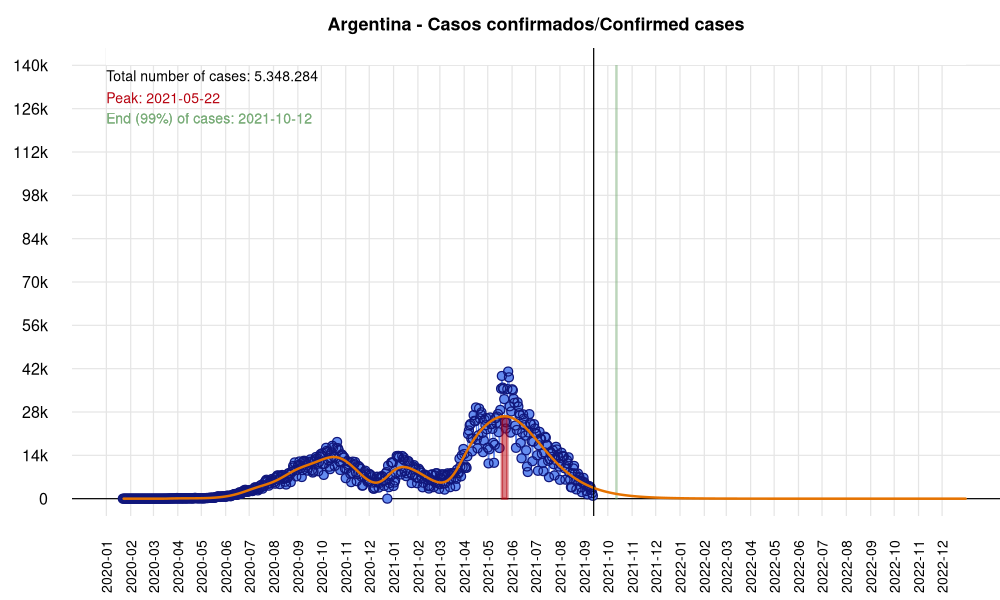 Argentina - Casos confirmados/Confirmed cases
Total number of cases: 5.348.284
Peak: 2021-05-22
End (99%) of cases: 2021-10-12
140k
126k
112k
98k
84k
70k
56k
42k
28k
14k
0
2020-01
2020-02
2020-03
2020-04
2020-05
2020-06
2020-07
2020-08
2020-09
2020-10
2020-11
2020-12
2021-01
2021-02
2021-03
2021-04
2021-05
2021-06
2021-07
2021-08
2021-09
2021-10
2021-11
2021-12
2022-01
2022-02
2022-03
2022-04
2022-05
2022-06
2022-07
2022-08
2022-09
2022-10
2022-11
2022-12